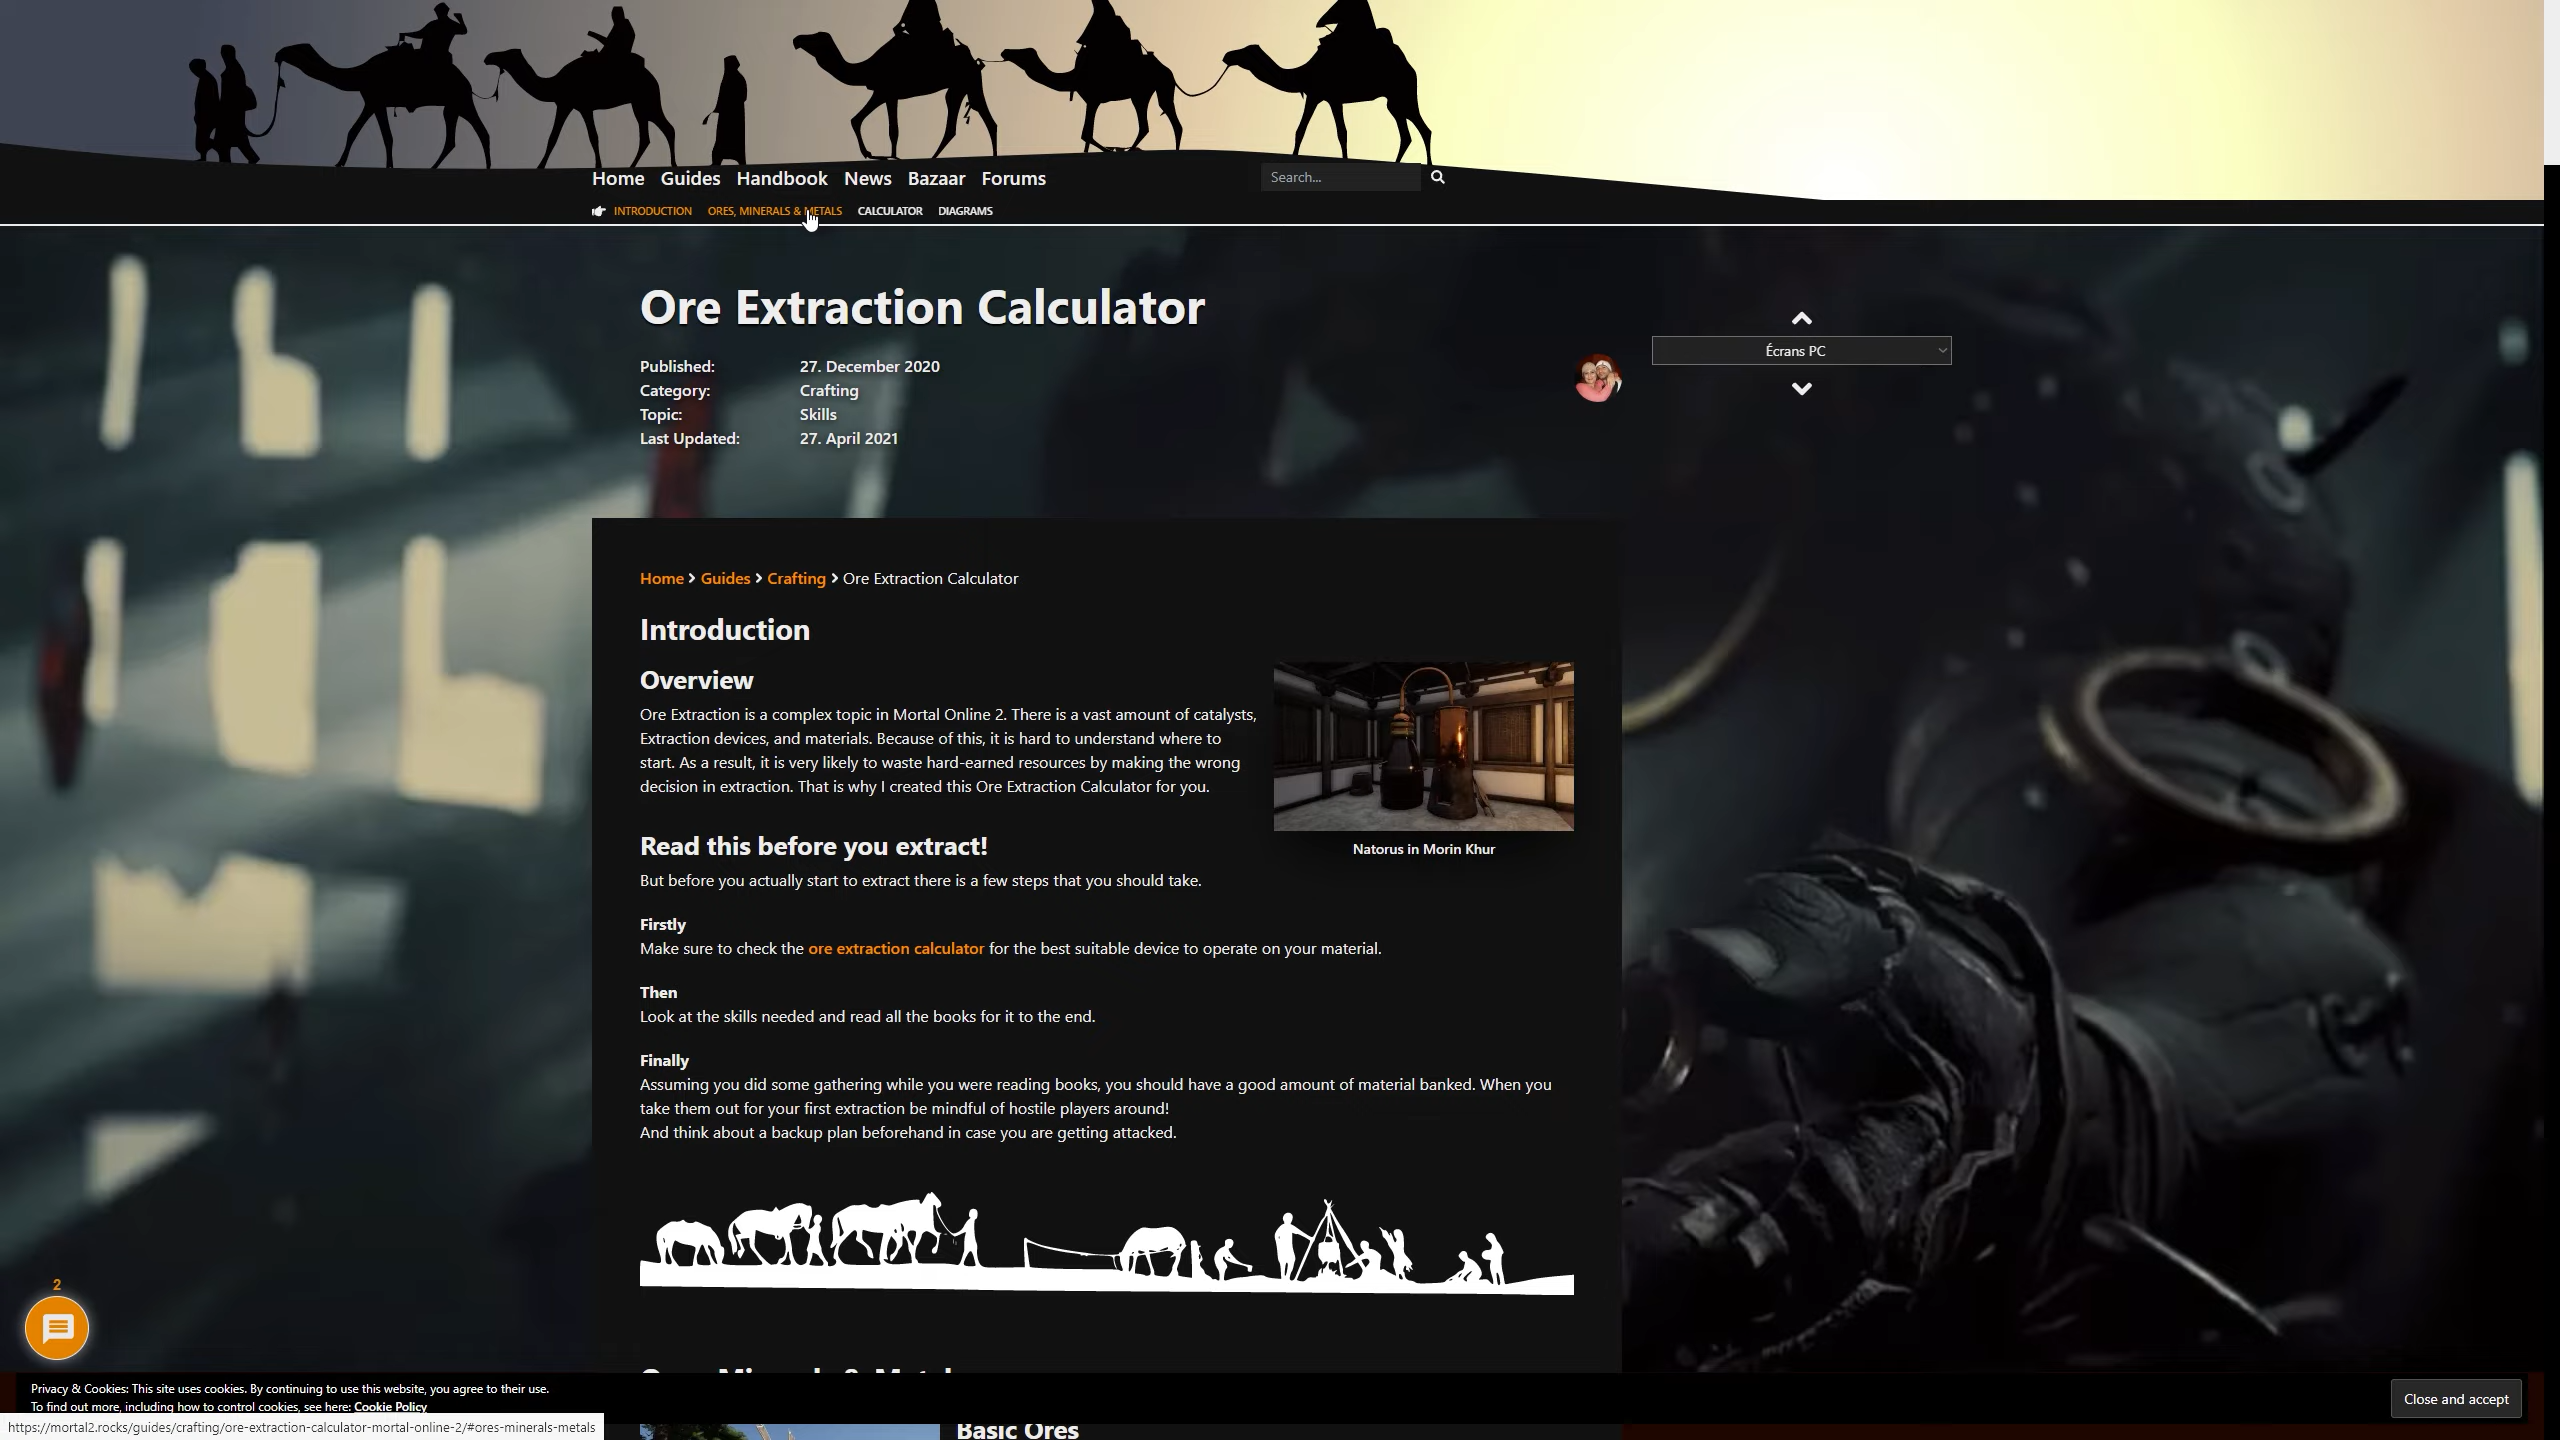 Home Guides Handbook News Bazaar Forums
Search...
INTRODUCTION ORES, MINERALS & METALS CALCULATOR DIAGRAMS
Ore Extraction Calculator
Published: 27. December 2020
Category: Crafting
Topic: Skills
Last Updated: 27. April 2021
Écrans PC
Home > Guides > Crafting > Ore Extraction Calculator
Introduction
Overview
Ore Extraction is a complex topic in Mortal Online 2. There is a vast amount of catalysts,
Extraction devices, and materials. Because of this, it is hard to understand where to
start. As a result, it is very likely to waste hard-earned resources by making the wrong
decision in extraction. That is why I created this Ore Extraction Calculator for you.
Natorus in Morin Khur
Read this before you extract!
But before you actually start to extract there is a few steps that you should take.
Firstly
Make sure to check the ore extraction calculator for the best suitable device to operate on your material.
Then
Look at the skills needed and read all the books for it to the end.
Finally
Assuming you did some gathering while you were reading books, you should have a good amount of material banked. When you
take them out for your first extraction be mindful of hostile players around!
And think about a backup plan beforehand in case you are getting attacked.
2
Privacy & Cookies: This site uses cookies. By continuing to use this website, you agree to their use.
To find out more, including how to control cookies, see here: Cookie Policy
Close and accept
https://mortal2.rocks/guides/crafting/ore-extraction-calculator-mortal-online-2/#ores-minerals-metals
Basic Ores